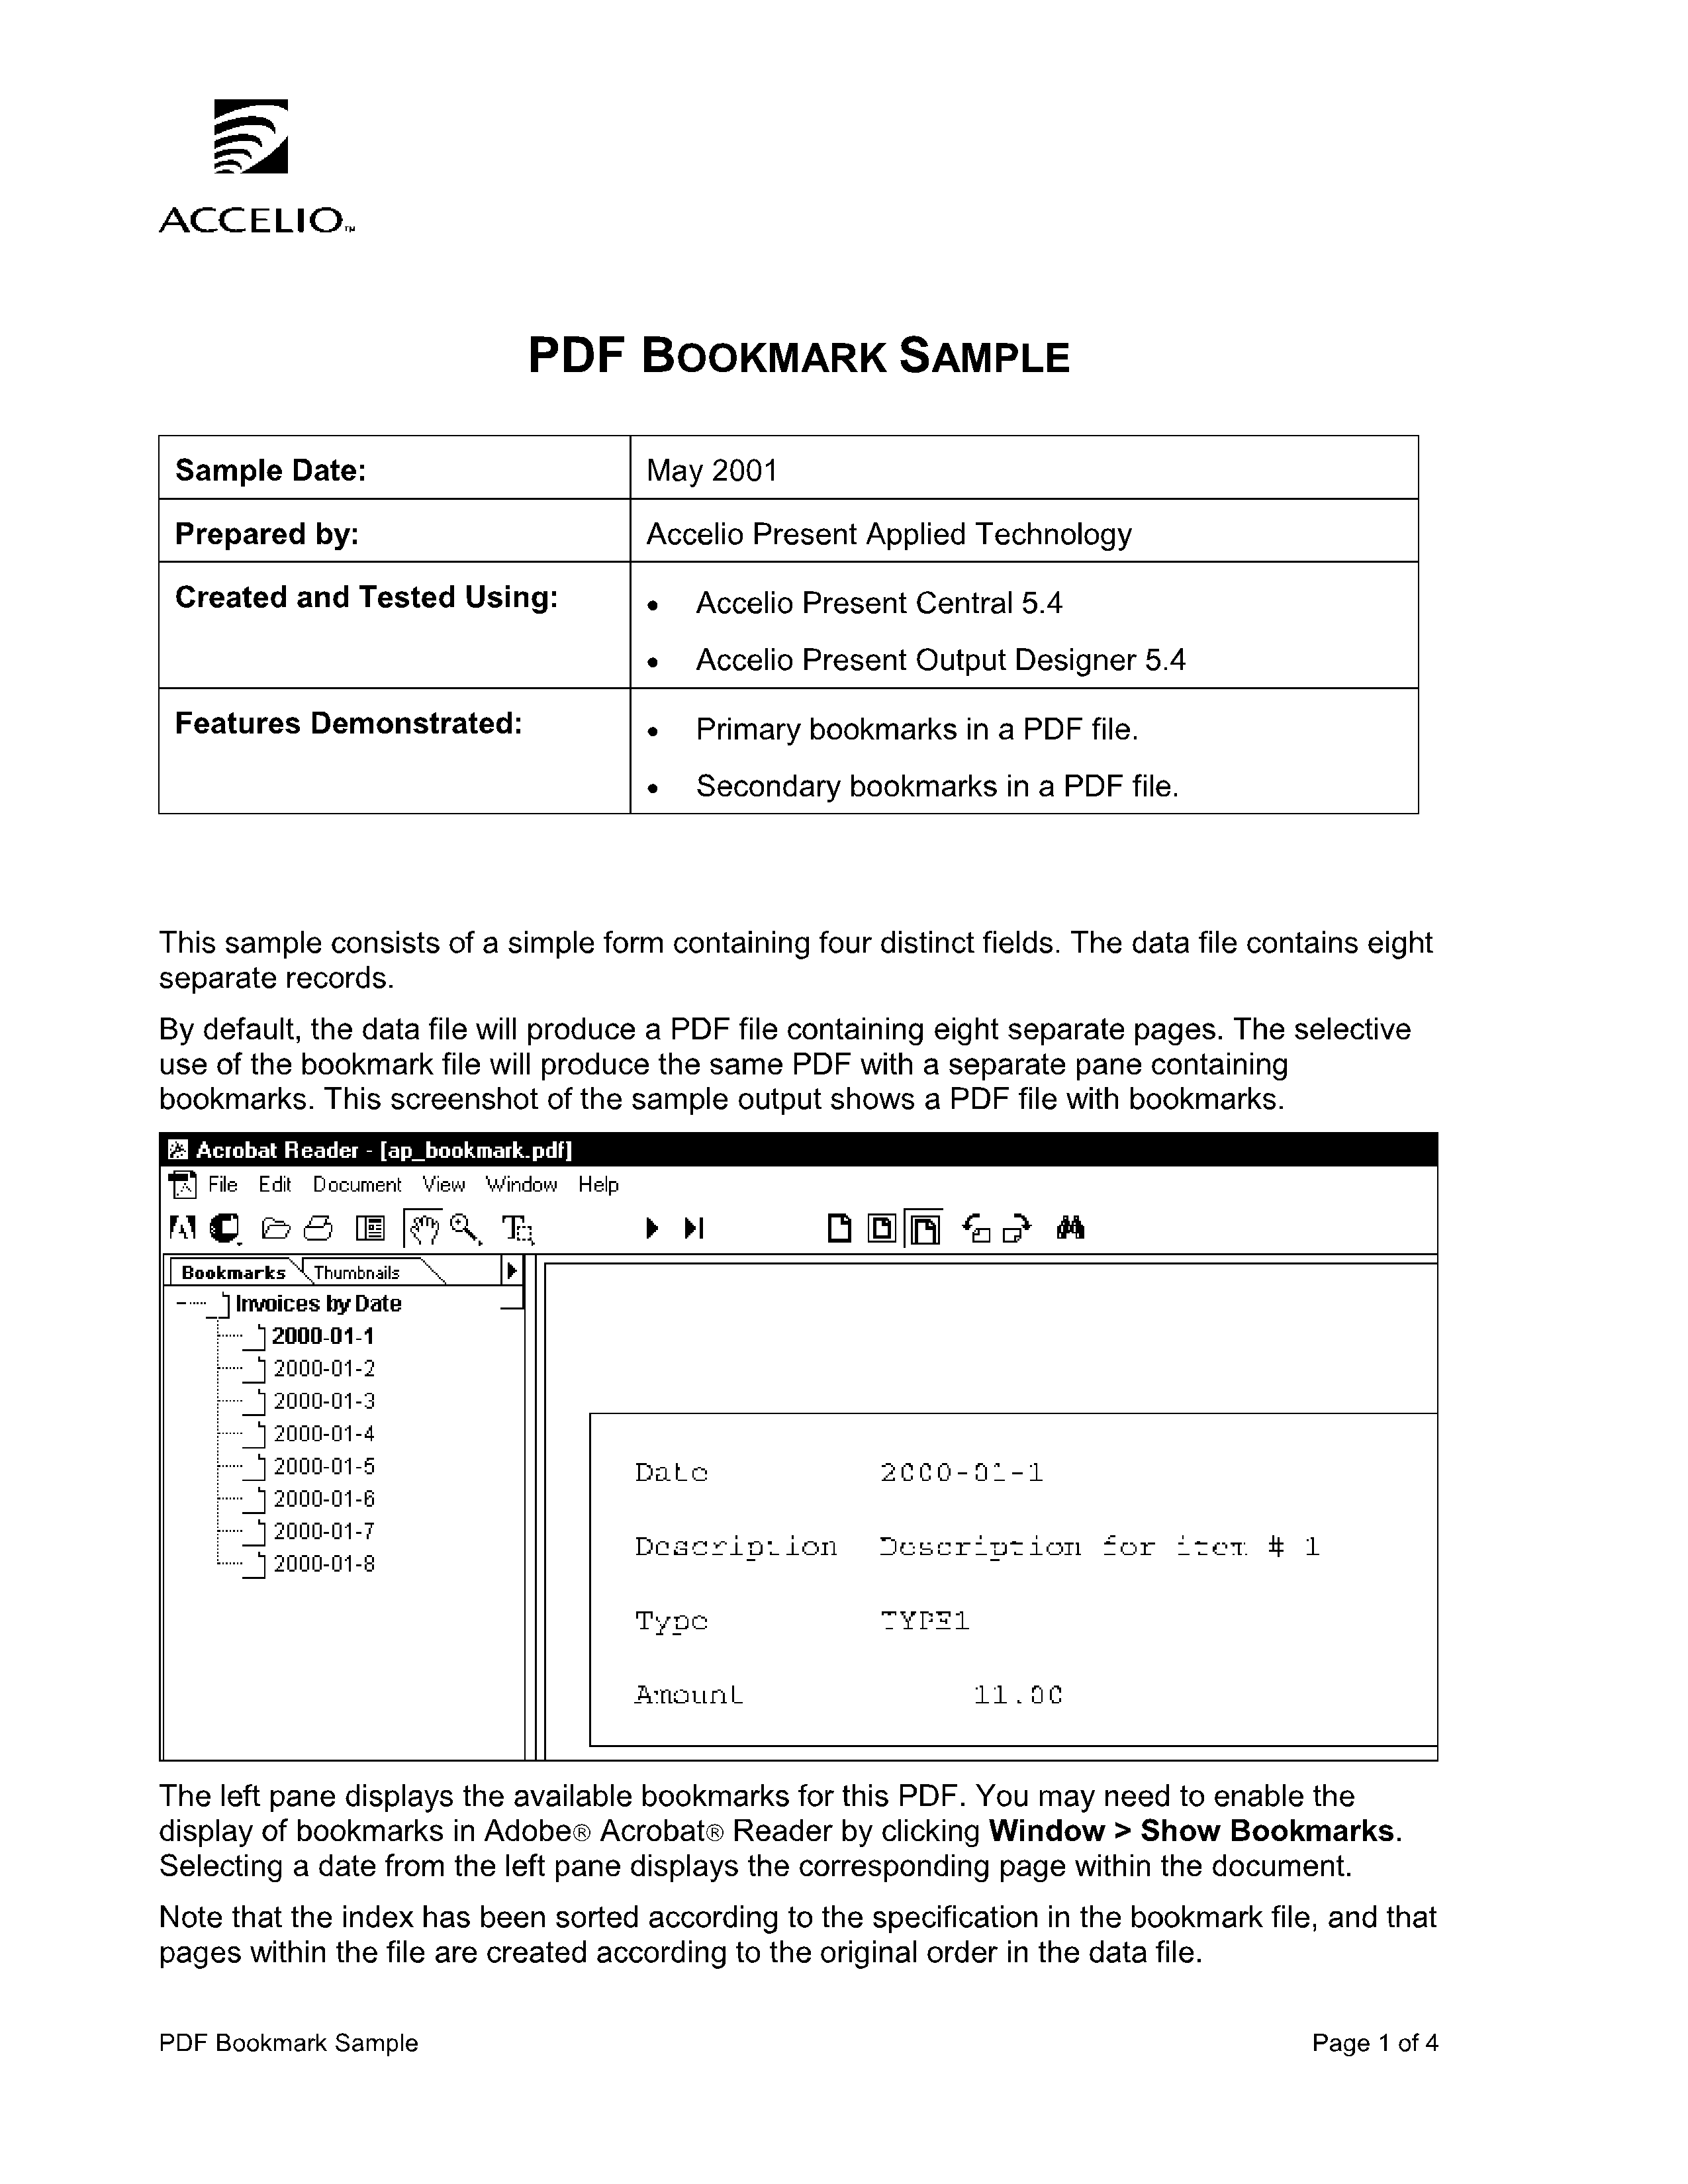 ACCELIO™
PDF BOOKMARK SAMPLE
Sample Date: May 2001
Prepared by: Accelio Present Applied Technology
Created and Tested Using: • Accelio Present Central 5.4
• Accelio Present Output Designer 5.4
Features Demonstrated: • Primary bookmarks in a PDF file.
• Secondary bookmarks in a PDF file.
This sample consists of a simple form containing four distinct fields. The data file contains eight
separate records.
By default, the data file will produce a PDF file containing eight separate pages. The selective
use of the bookmark file will produce the same PDF with a separate pane containing
bookmarks. This screenshot of the sample output shows a PDF file with bookmarks.
Acrobat Reader - [ap_bookmark.pdf]
File Edit Document View Window Help
Bookmarks Thumbnails
Invoices by Date
2000-01-1
2000-01-2
2000-01-3
2000-01-4
2000-01-5
2000-01-6
2000-01-7
2000-01-8
Date 2000-01-1
Description Description for item # 1
Type TYPE1
Amount 11.00
The left pane displays the available bookmarks for this PDF. You may need to enable the
display of bookmarks in Adobe® Acrobat® Reader by clicking Window > Show Bookmarks.
Selecting a date from the left pane displays the corresponding page within the document.
Note that the index has been sorted according to the specification in the bookmark file, and that
pages within the file are created according to the original order in the data file.
PDF Bookmark Sample Page 1 of 4